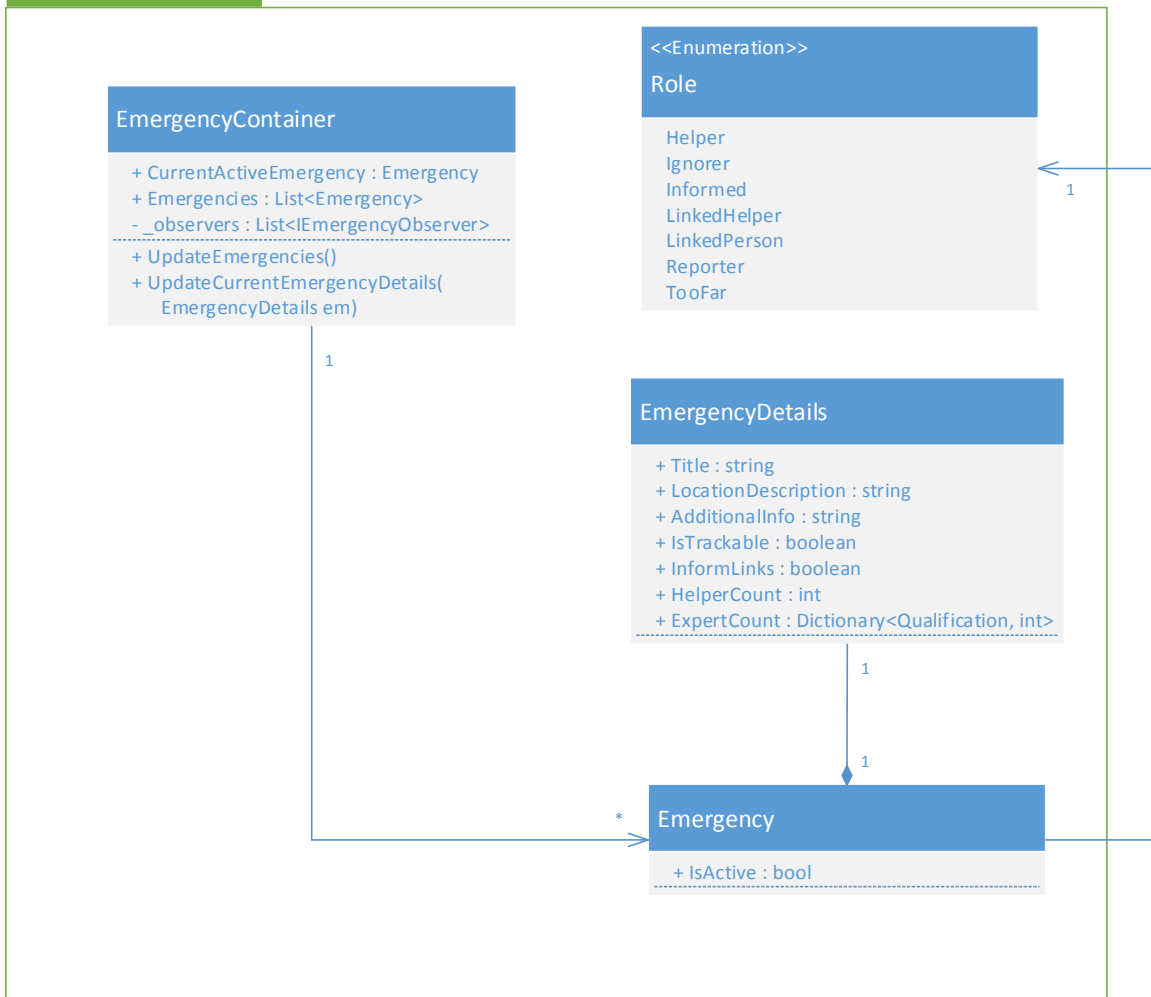 <<Enumeration>>
Role
Helper
Ignorer
Informed
LinkedHelper
LinkedPerson
Reporter
TooFar
1
EmergencyContainer
+ CurrentActiveEmergency : Emergency
+ Emergencies : List<Emergency>
- _observers : List<IEmergencyObserver>
+ UpdateEmergencies()
+ UpdateCurrentEmergencyDetails(
EmergencyDetails em)
1
EmergencyDetails
+ Title : string
+ LocationDescription : string
+ AdditionalInfo : string
+ IsTrackable : boolean
+ InformLinks : boolean
+ HelperCount : int
+ ExpertCount : Dictionary<Qualification, int>
1
1
*
Emergency
+ IsActive : bool